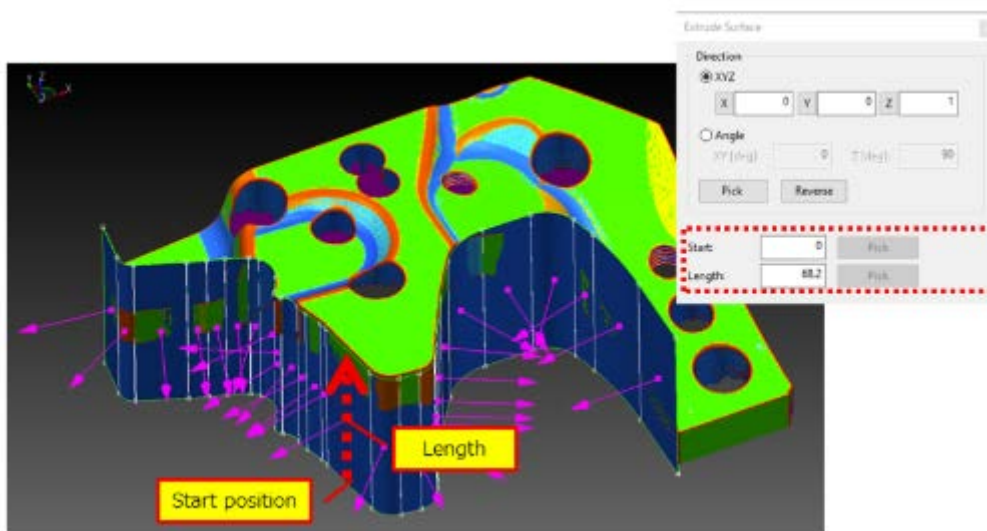 Extrude Surface
Direction
XYZ
X 0 Y 0 Z 1
Angle
XY [deg]: 0 Z [deg]: 90
Pick Reverse
Start: 0 Pick
Length: 68.2 Pick
Length
Start position